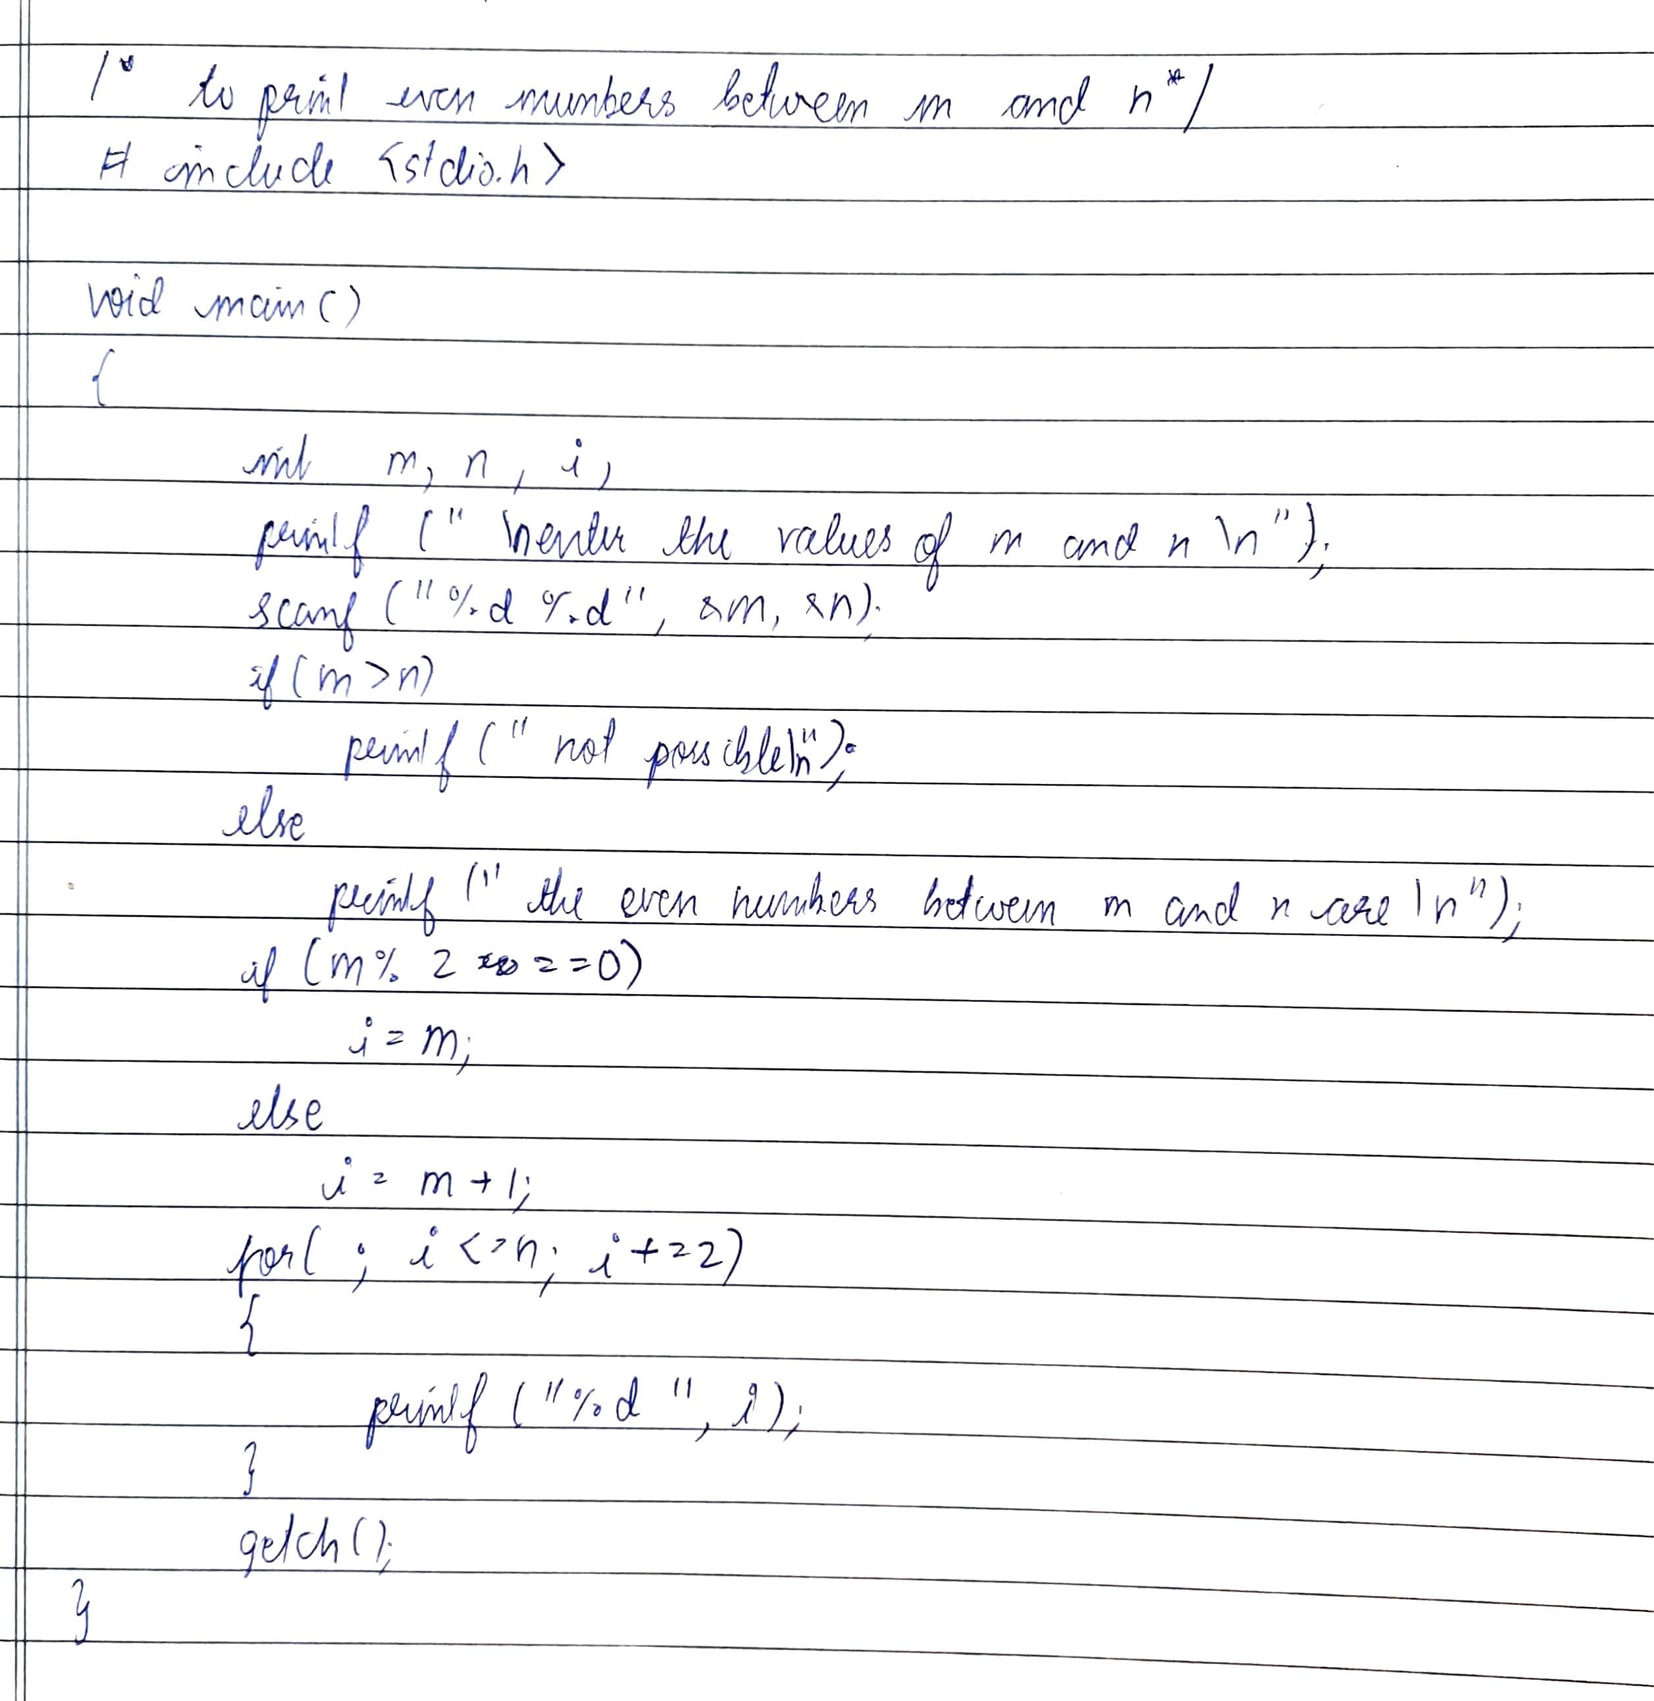 /* to print even numbers between m and n */
# include <stdio.h>
void main()
{
int m, n, i;
printf (" \nenter the values of m and n \n");
scanf ("%d %d", &m, &n);
if (m > n)
printf (" not possible\n");
else
printf (" the even numbers between m and n are \n");
if (m % 2 == 0)
i = m;
else
i = m + 1;
for( ; i <= n; i += 2)
{
printf ("%d ", i);
}
getch();
}